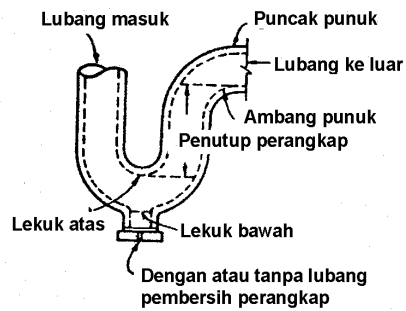 Lubang masuk
Puncak punuk
Lubang ke luar
Ambang punuk
Penutup perangkap
Lekuk atas
Lekuk bawah
Dengan atau tanpa lubang
pembersih perangkap